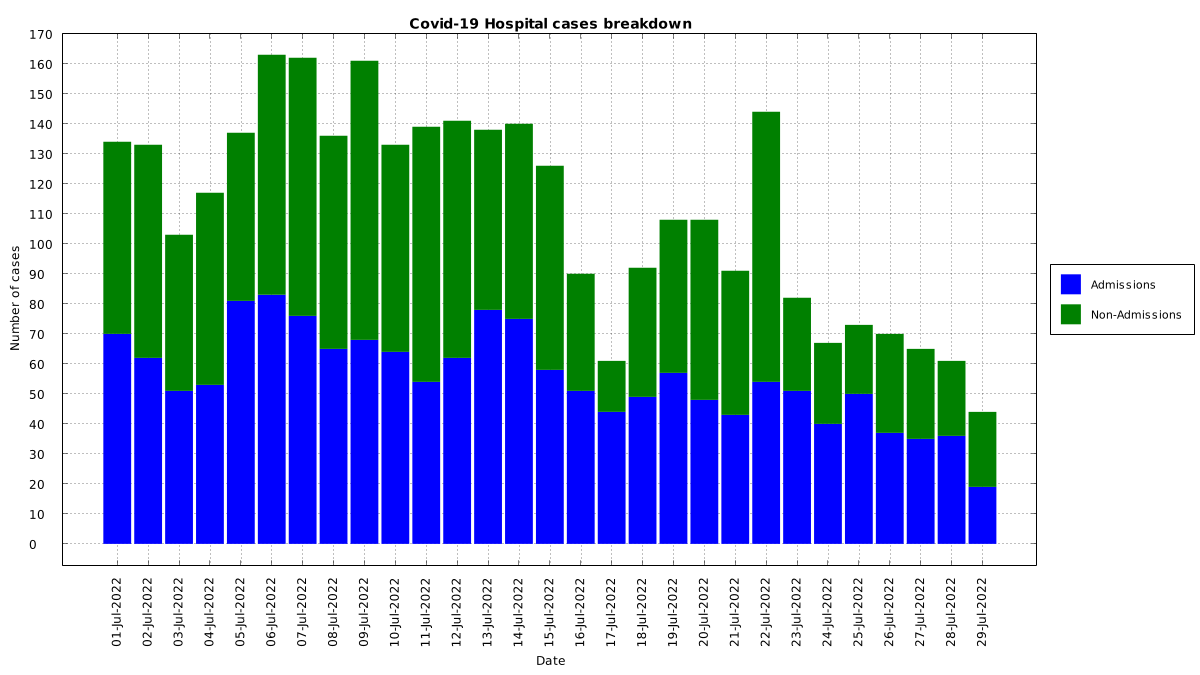 Covid-19 Hospital cases breakdown
170
160
150
140
130
120
110
100
90
80
70
60
50
40
30
20
10
0
Number of cases
01-Jul-2022
02-Jul-2022
03-Jul-2022
04-Jul-2022
05-Jul-2022
06-Jul-2022
07-Jul-2022
08-Jul-2022
09-Jul-2022
10-Jul-2022
11-Jul-2022
12-Jul-2022
13-Jul-2022
14-Jul-2022
15-Jul-2022
16-Jul-2022
17-Jul-2022
18-Jul-2022
19-Jul-2022
20-Jul-2022
21-Jul-2022
22-Jul-2022
23-Jul-2022
24-Jul-2022
25-Jul-2022
26-Jul-2022
27-Jul-2022
28-Jul-2022
29-Jul-2022
Date
Admissions
Non-Admissions